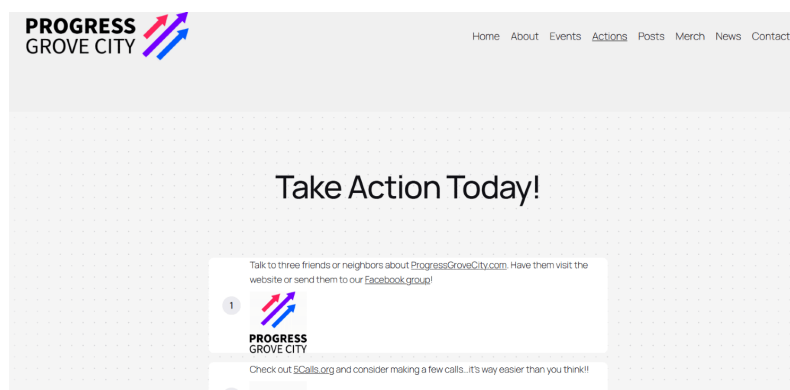 PROGRESS
GROVE CITY
Home About Events Actions Posts Merch News Contact
Take Action Today!
Talk to three friends or neighbors about ProgressGroveCity.com. Have them visit the
website or send them to our Facebook group!
1
PROGRESS
GROVE CITY
Check out 5Calls.org and consider making a few calls...it's way easier than you think!!